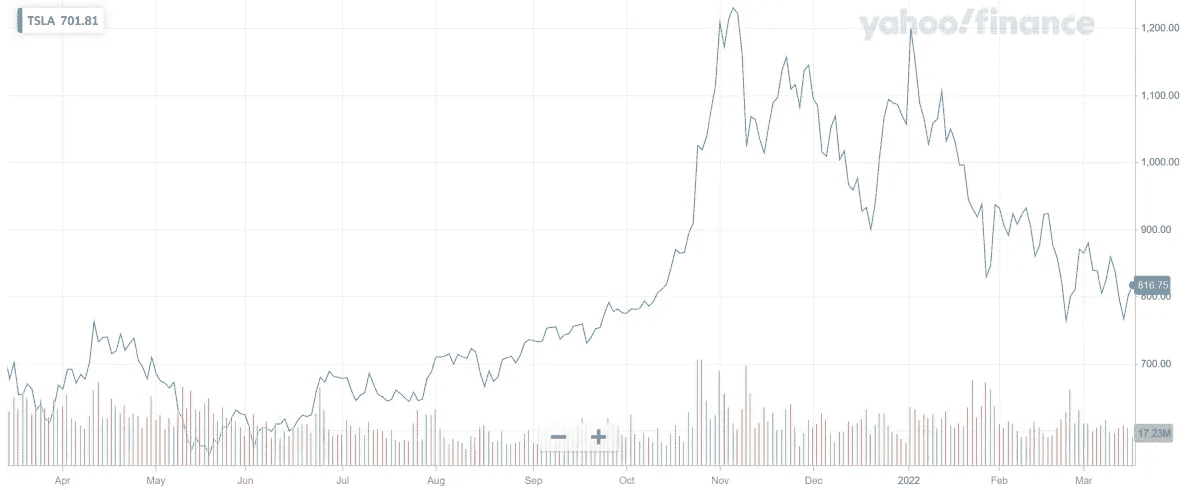 TSLA 701.81
yahoo!finance
1,200.00
1,100.00
1,000.00
900.00
816.75
800.00
700.00
17.23M
Apr May Jun Jul Aug Sep Oct Nov Dec 2022 Feb Mar